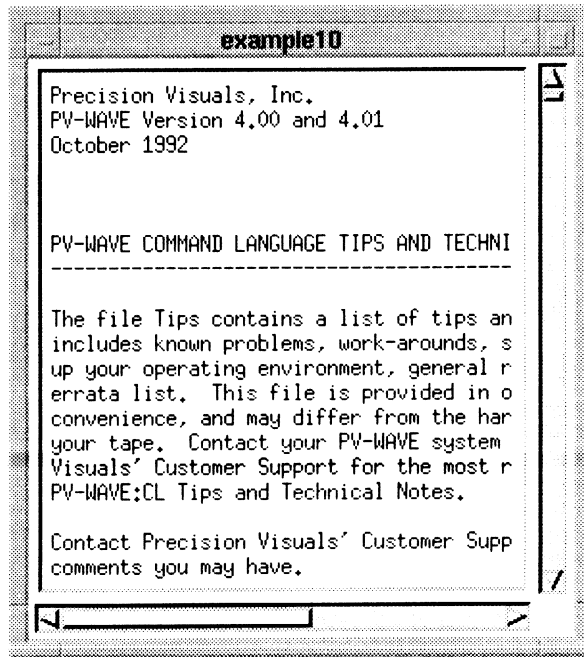 example10
Precision Visuals, Inc.
PV-WAVE Version 4.00 and 4.01
October 1992
PV-WAVE COMMAND LANGUAGE TIPS AND TECHNI
----------------------------------------
The file Tips contains a list of tips an
includes known problems, work-arounds, s
up your operating environment, general r
errata list.  This file is provided in o
convenience, and may differ from the har
your tape.  Contact your PV-WAVE system
Visuals' Customer Support for the most r
PV-WAVE:CL Tips and Technical Notes.
Contact Precision Visuals' Customer Supp
comments you may have.